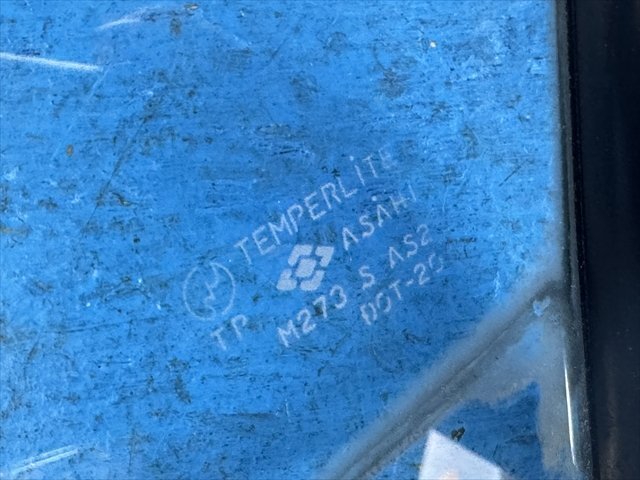 TEMPERLITE
ASAHI
TP M273 S AS2
DOT-20